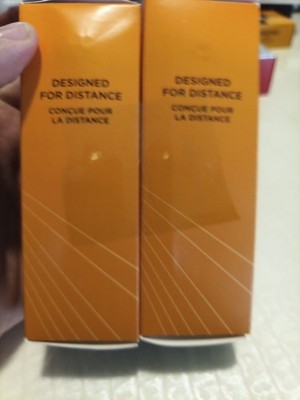 DESIGNED
FOR DISTANCE
CONÇUE POUR
LA DISTANCE
DESIGNED
FOR DISTANCE
CONÇUE POUR
LA DISTANCE